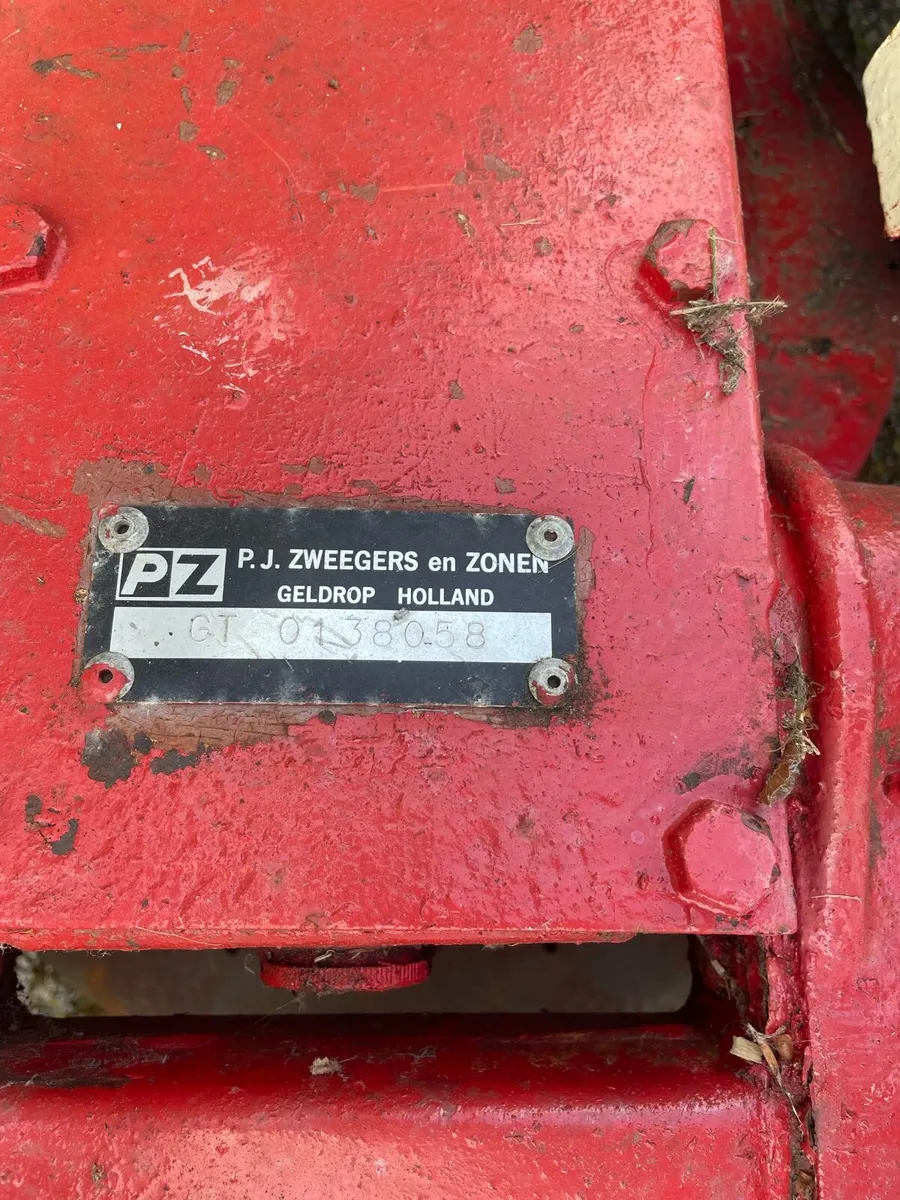 PZ P.J. ZWEEGERS en ZONEN
GELDROP HOLLAND
GT 0138058